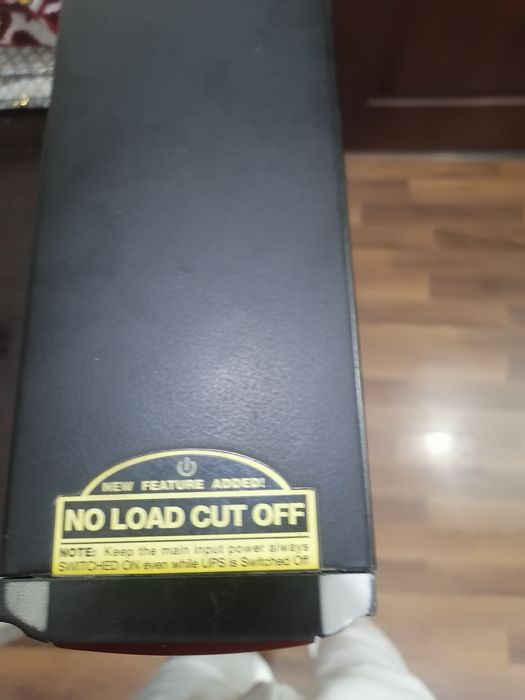 NEW FEATURE ADDED!
NO LOAD CUT OFF
NOTE: Keep the main input power always
SWITCHED ON even while UPS is Switched Off